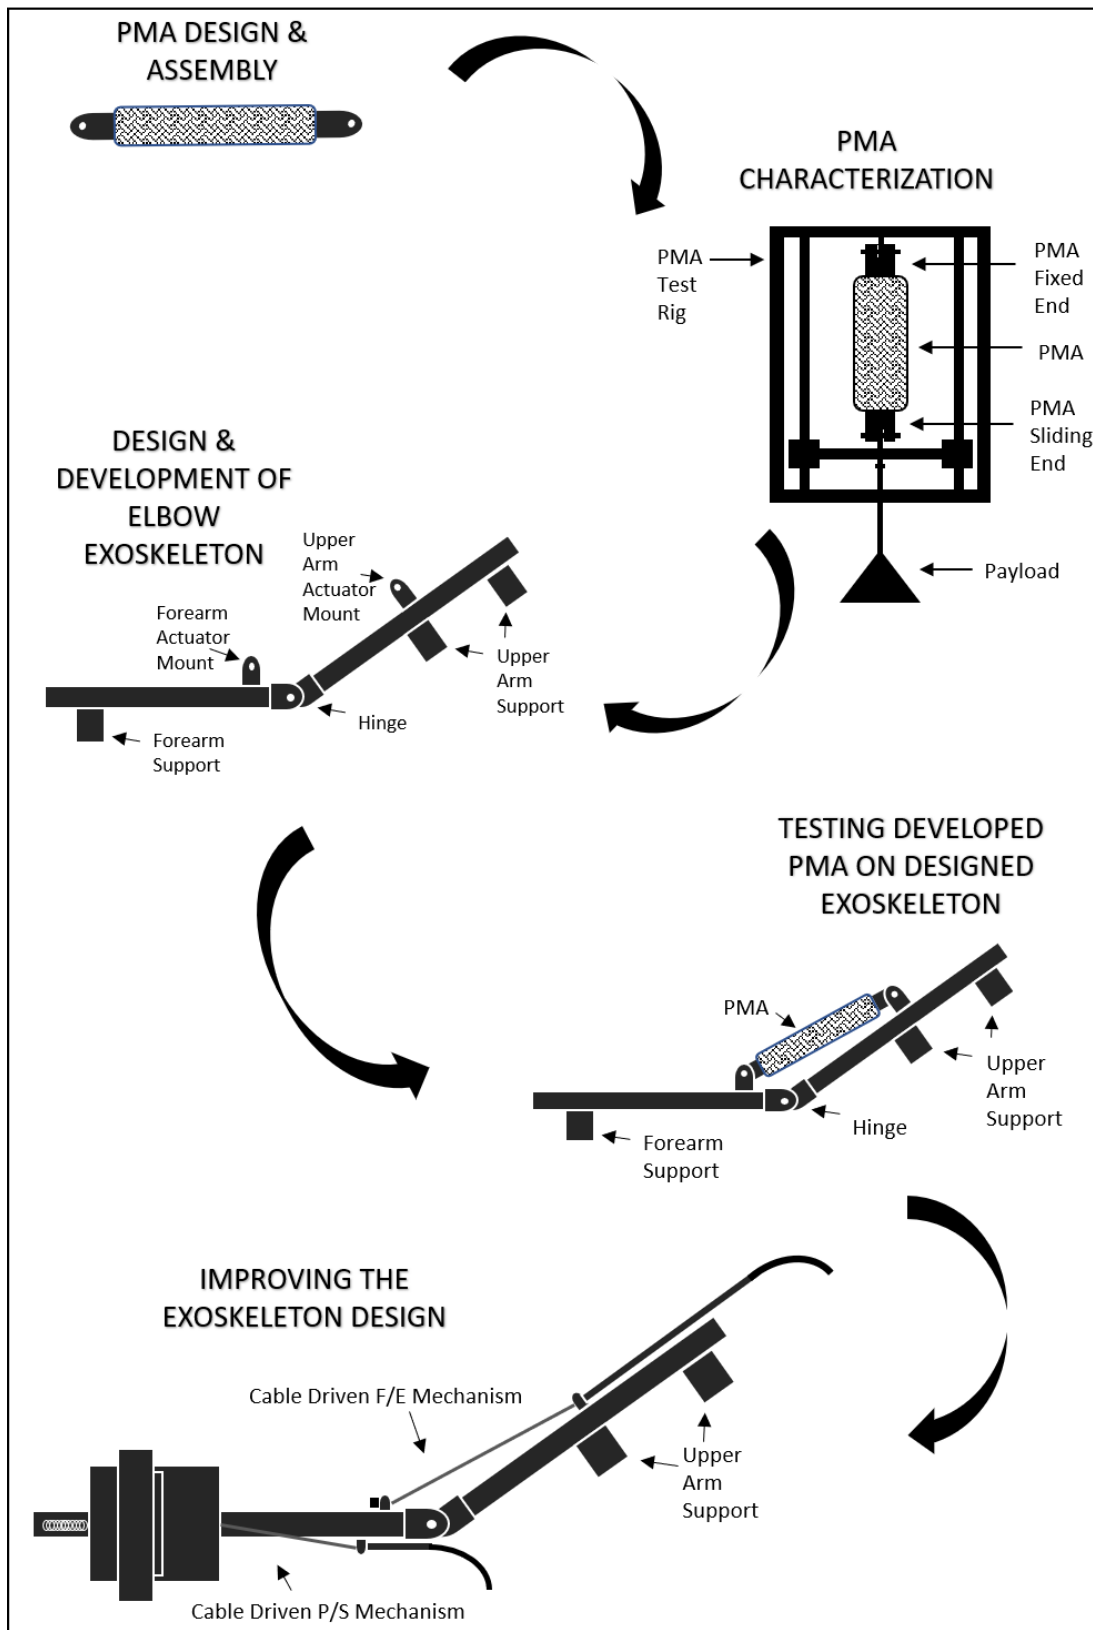 PMA DESIGN &
ASSEMBLY
PMA
CHARACTERIZATION
PMA
Test
Rig
PMA
Fixed
End
PMA
PMA
Sliding
End
Payload
DESIGN &
DEVELOPMENT OF
ELBOW
EXOSKELETON
Upper
Arm
Actuator
Mount
Forearm
Actuator
Mount
Upper
Arm
Support
Hinge
Forearm
Support
TESTING DEVELOPED
PMA ON DESIGNED
EXOSKELETON
PMA
Upper
Arm
Support
Hinge
Forearm
Support
IMPROVING THE
EXOSKELETON DESIGN
Cable Driven F/E Mechanism
Upper
Arm
Support
Cable Driven P/S Mechanism